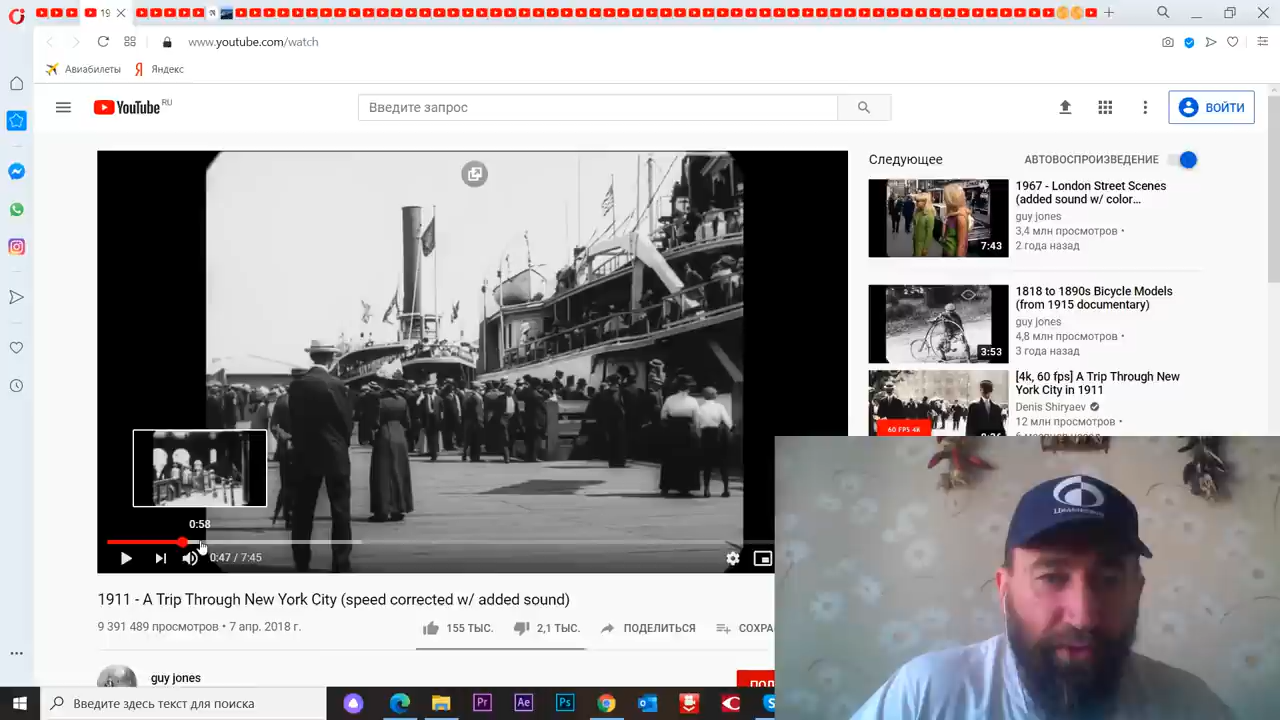 19
www.youtube.com/watch
Авиабилеты
Я Яндекс
YouTube RU
Введите запрос
ВОЙТИ
Следующее
АВТОВОСПРОИЗВЕДЕНИЕ
1967 - London Street Scenes
(added sound w/ color...
guy jones
3,4 млн просмотров •
2 года назад
7:43
1818 to 1890s Bicycle Models
(from 1915 documentary)
guy jones
4,8 млн просмотров •
3 года назад
3:53
[4k, 60 fps] A Trip Through New
York City in 1911
Denis Shiryaev
12 млн просмотров •
60 FPS 4K
0:58
0:47 / 7:45
1911 - A Trip Through New York City (speed corrected w/ added sound)
9 391 489 просмотров • 7 апр. 2018 г.
155 ТЫС.
2,1 ТЫС.
ПОДЕЛИТЬСЯ
СОХРА
guy jones
Введите здесь текст для поиска
Pr
Ae
Ps